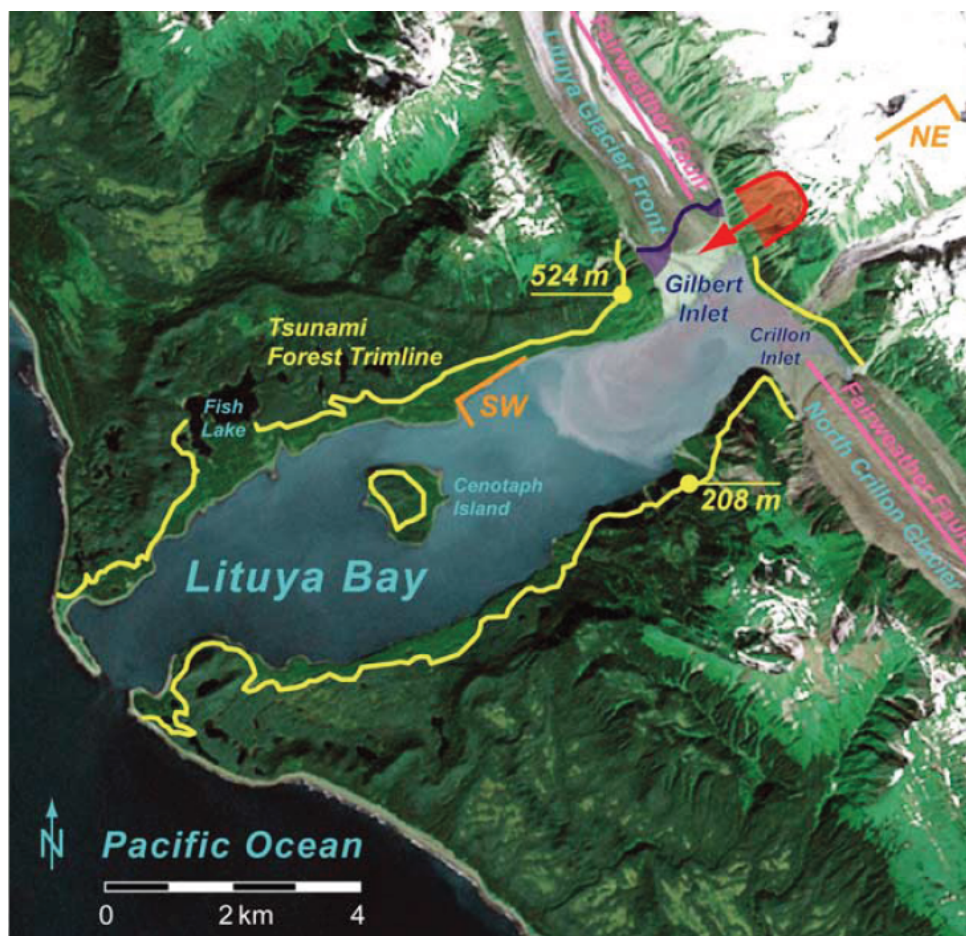 Fairweather Fault
Lituya Glacier Front
NE
524 m
Gilbert
Inlet
Tsunami
Forest Trimline
Crillon
Inlet
SW
Fish
Lake
Fairweather Fault
North Crillon Glacier
Cenotaph
Island
208 m
Lituya Bay
N
Pacific Ocean
0 2 km 4